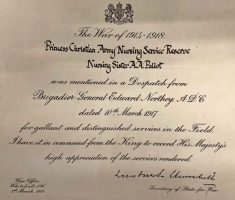 The War of 1914-1918.
Princess Christian Army Nursing Service Reserve
Nursing Sister A.A. Pallot
was mentioned in a Despatch from
Brigadier-General Edward Northey A.D.C
dated 10th March 1917
for gallant and distinguished services in the Field.
I have it in command from the King to record His Majesty's
high appreciation of the services rendered.
War Office
Whitehall, S.W.
1st March 1919.
Secretary of State for War.